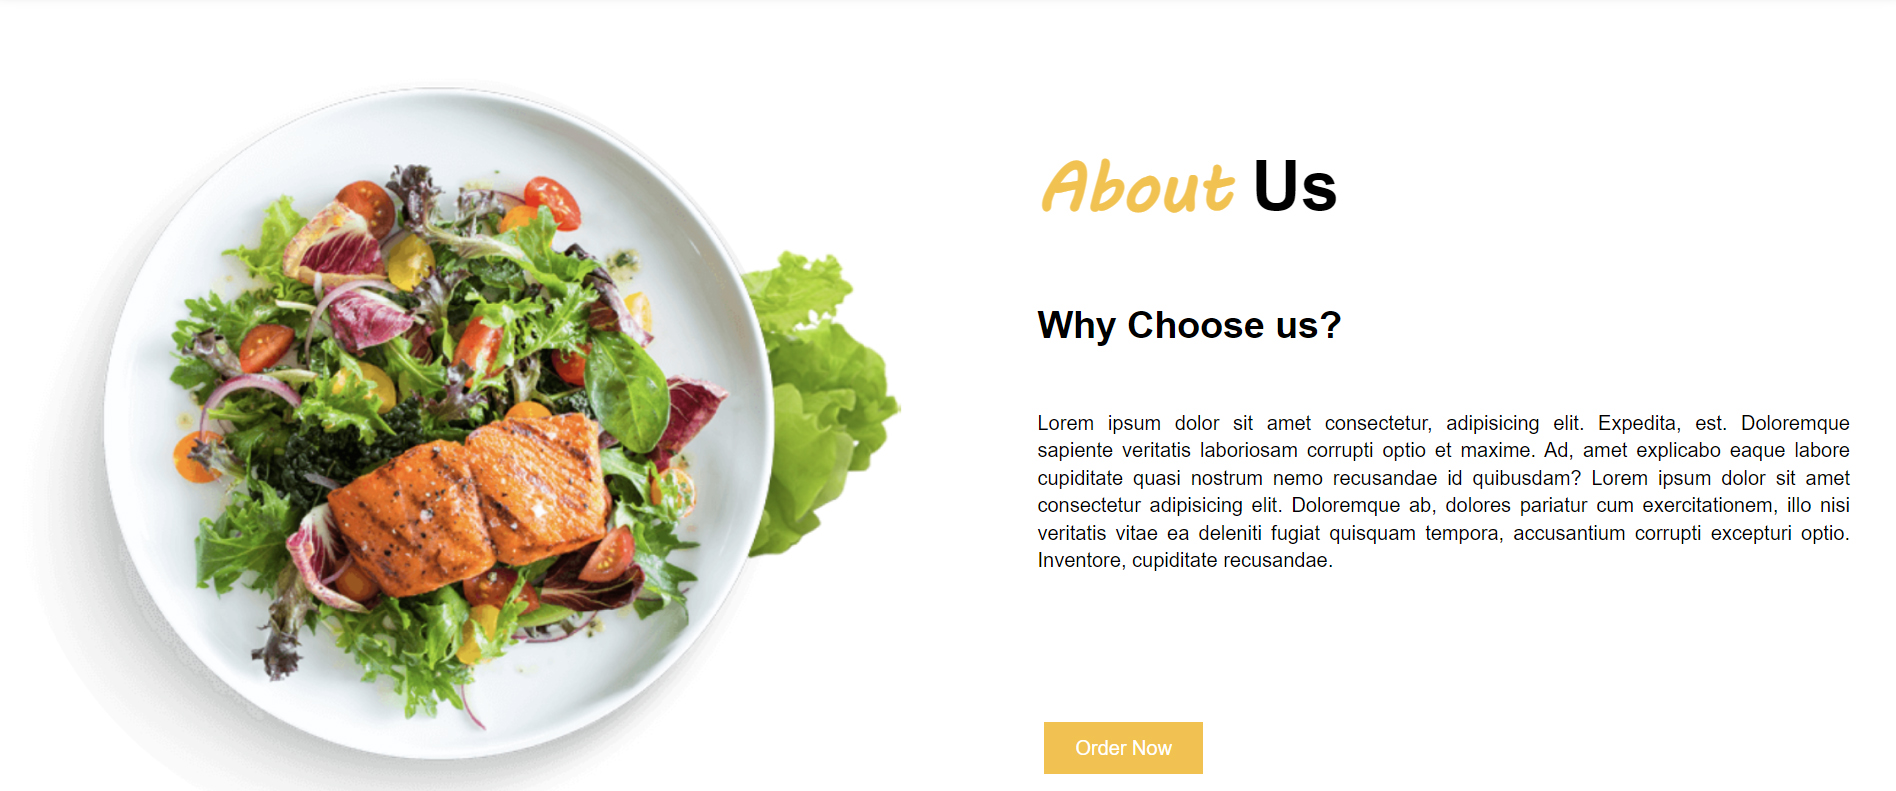 About Us
Why Choose us?
Lorem ipsum dolor sit amet consectetur, adipisicing elit. Expedita, est. Doloremque
sapiente veritatis laboriosam corrupti optio et maxime. Ad, amet explicabo eaque labore
cupiditate quasi nostrum nemo recusandae id quibusdam? Lorem ipsum dolor sit amet
consectetur adipisicing elit. Doloremque ab, dolores pariatur cum exercitationem, illo nisi
veritatis vitae ea deleniti fugiat quisquam tempora, accusantium corrupti excepturi optio.
Inventore, cupiditate recusandae.
Order Now